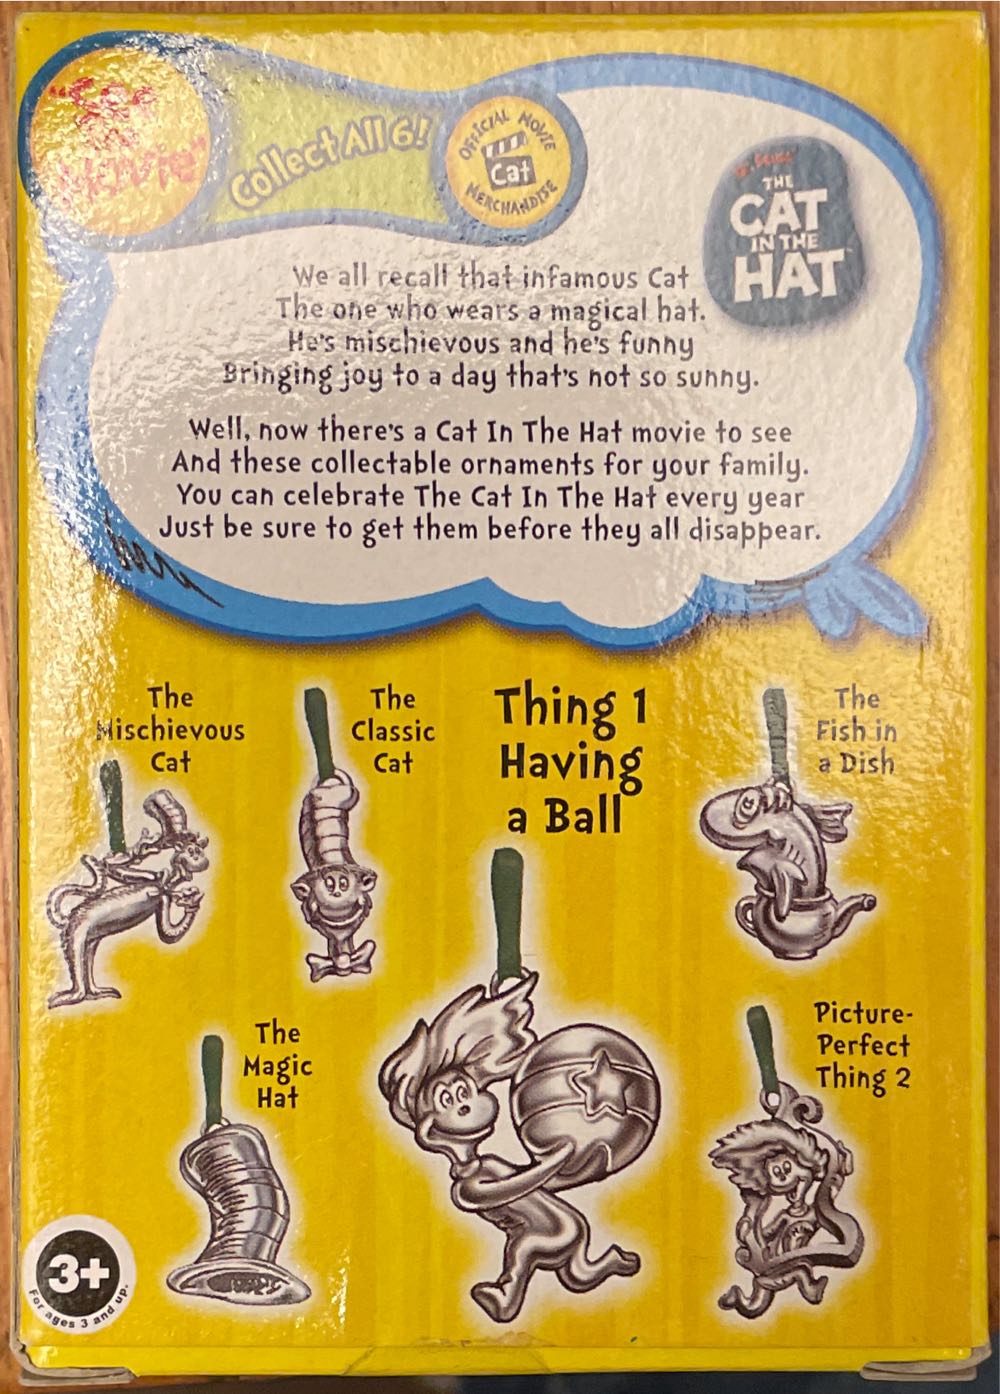 "See
the
Movie"
Collect All 6!
OFFICIAL MOVIE
Cat
MERCHANDISE
Dr. Seuss'
THE
CAT
IN THE
HAT
We all recall that infamous Cat
The one who wears a magical hat.
He's mischievous and he's funny
Bringing joy to a day that's not so sunny.
Well, now there's a Cat In The Hat movie to see
And these collectable ornaments for your family.
You can celebrate The Cat In The Hat every year
Just be sure to get them before they all disappear.
The
Mischievous
Cat
The
Classic
Cat
Thing 1
Having
a Ball
The
Fish in
a Dish
The
Magic
Hat
Picture-
Perfect
Thing 2
3+
For ages 3 and up.